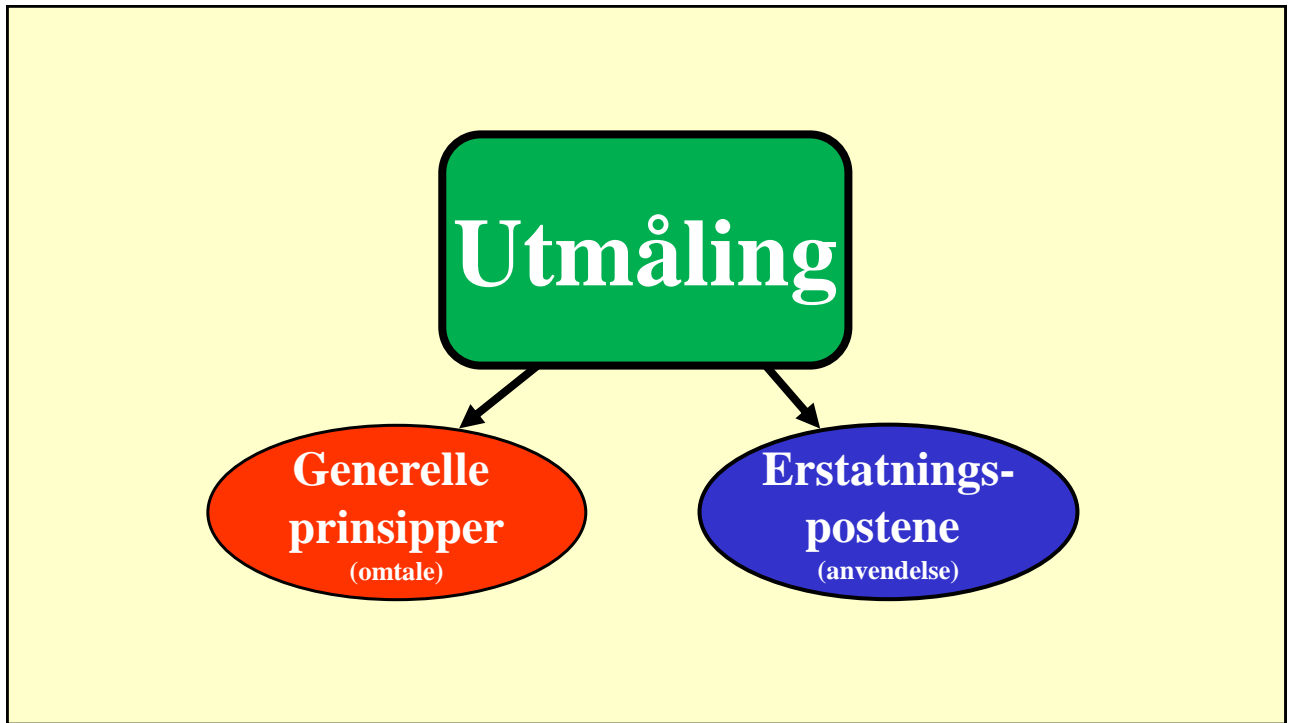 Utmåling
Generelle
prinsipper
(omtale)
Erstatnings-
postene
(anvendelse)